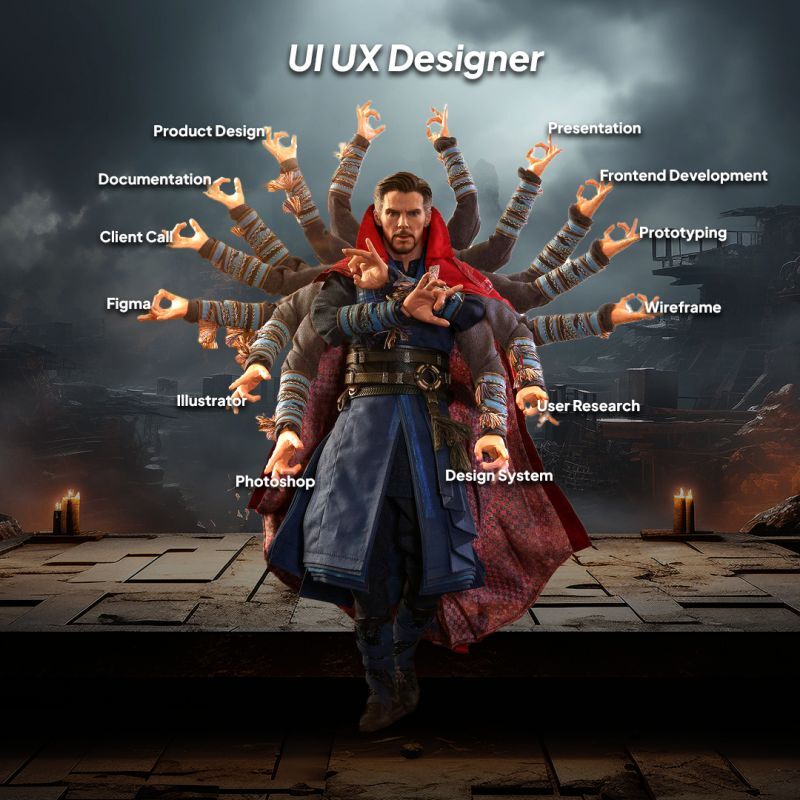 UI UX Designer
Product Design
Presentation
Documentation
Frontend Development
Client Call
Prototyping
Figma
Wireframe
Illustrator
User Research
Photoshop
Design System